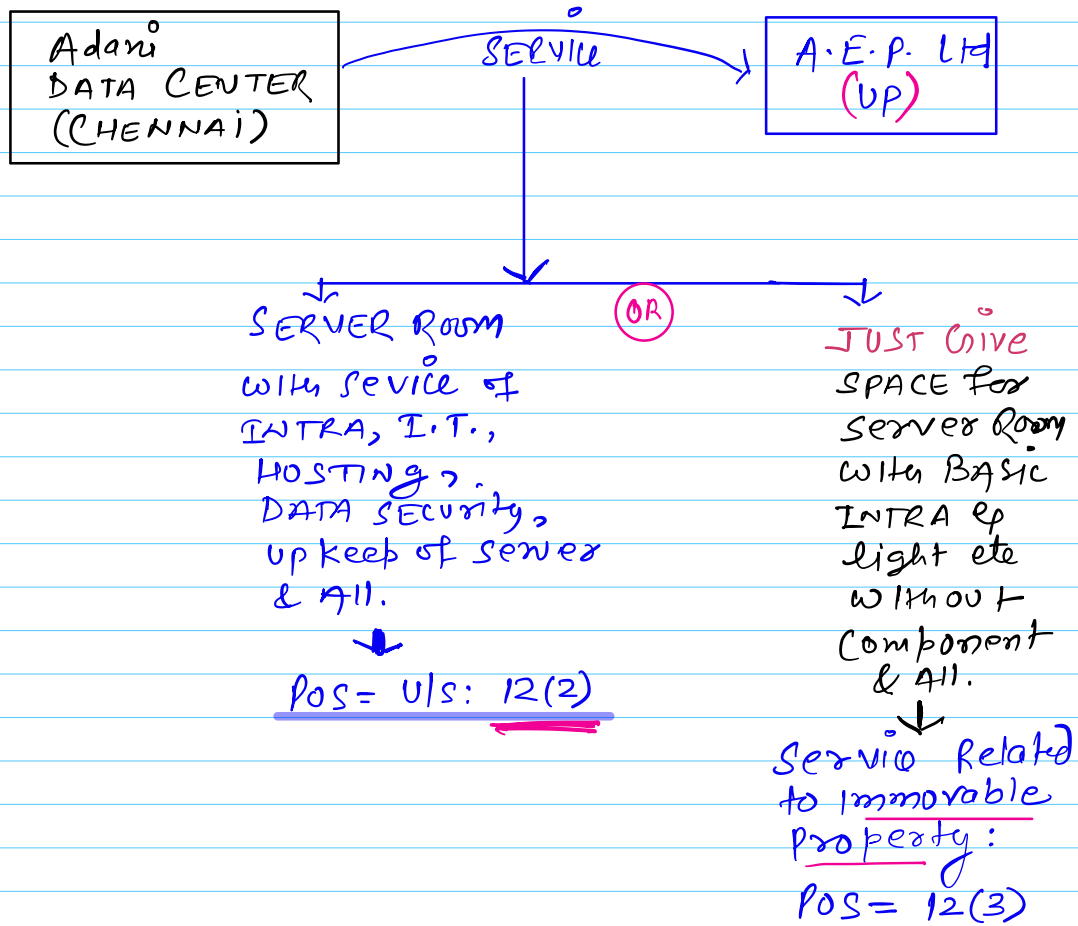 Adani
DATA CENTER
(CHENNAI)
SERVICE
A.E.P. Ltd
(UP)
OR
SERVER ROOM
with Sevice of
INTRA, I.T.,
HOSTING,
DATA SECURITY,
upkeep of server
& All.
POS = U/S: 12(2)
JUST Give
SPACE for
Server Room
with BASIC
INTRA
light etc
without
Component
& All.
Service Related
to Immovable
Property:
POS = 12(3)